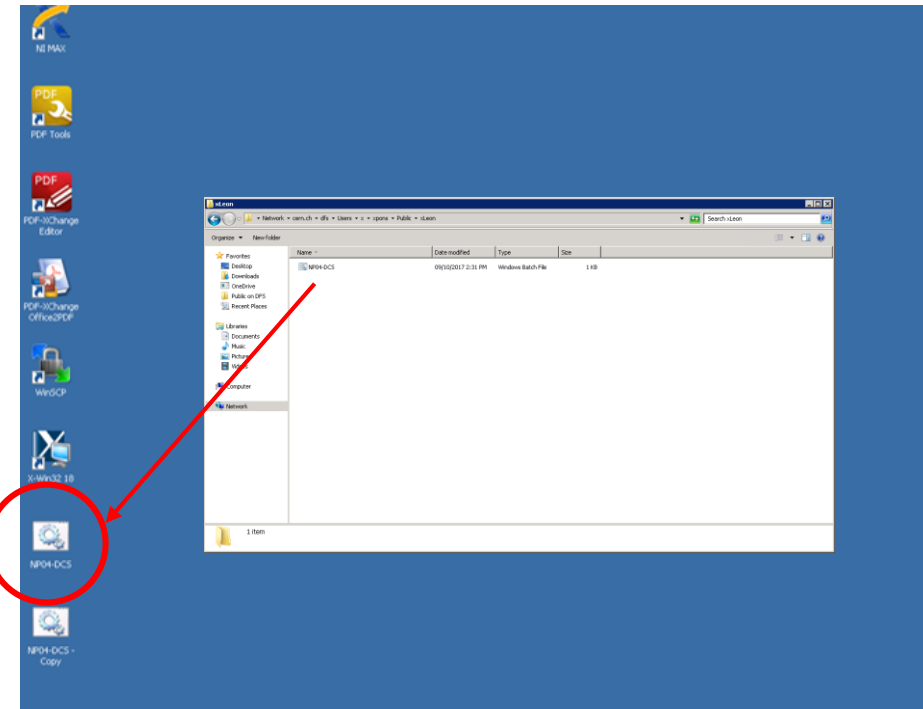 NI MAX
PDF
PDF Tools
PDF
PDF-XChange
Editor
PDF-XChange
Office2PDF
WinSCP
X-Win32 18
NP04-DCS
NP04-DCS -
Copy
xLeon
Network cern.ch dfs Users x xpons Public xLeon
Search xLeon
Organize New folder
Name Date modified Type Size
NP04-DCS 09/10/2017 2:31 PM Windows Batch File 1 KB
Favorites
Desktop
Downloads
OneDrive
Public on DFS
Recent Places
Libraries
Documents
Music
Pictures
Computer
Network
1 item